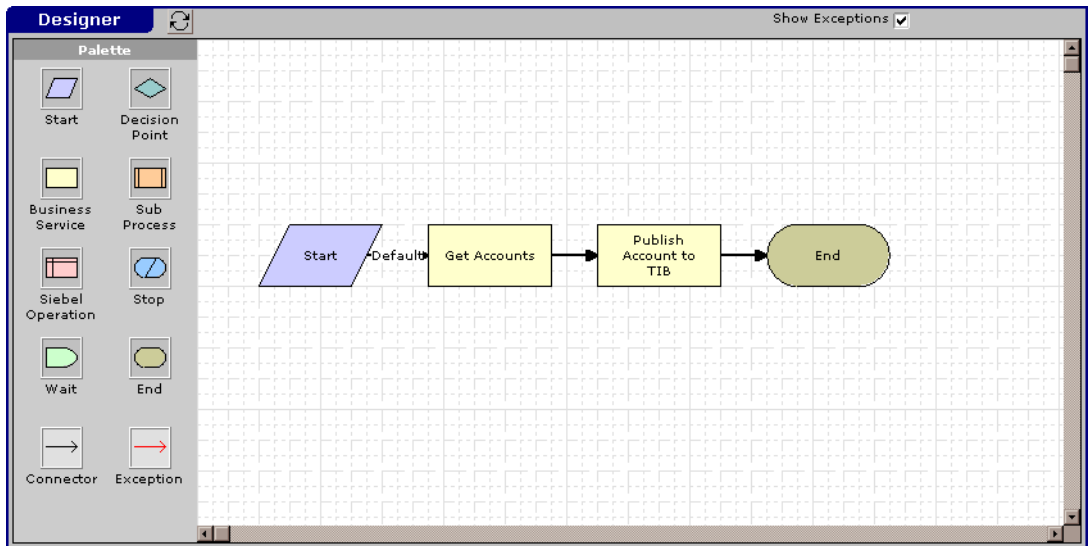 Designer
Show Exceptions
Palette
Start
Decision
Point
Business
Service
Sub
Process
Siebel
Operation
Stop
Wait
End
Connector
Exception
Start
Default
Get Accounts
Publish
Account to
TIB
End